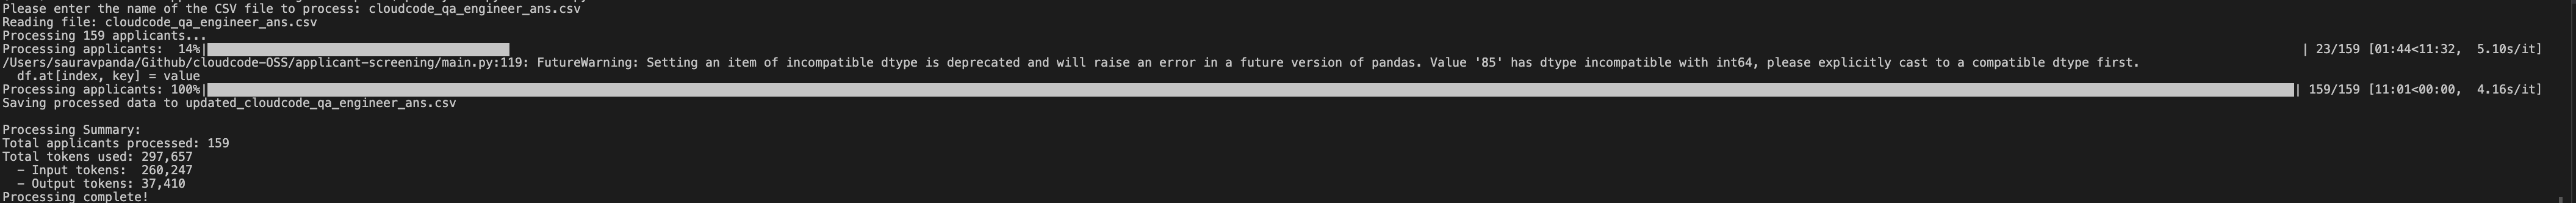 Please enter the name of the CSV file to process: cloudcode_qa_engineer_ans.csv
Reading file: cloudcode_qa_engineer_ans.csv
Processing 159 applicants...
Processing applicants:  14%| | 23/159 [01:44<11:32,  5.10s/it]
/Users/sauravpanda/Github/cloudcode-OSS/applicant-screening/main.py:119: FutureWarning: Setting an item of incompatible dtype is deprecated and will raise an error in a future version of pandas. Value '85' has dtype incompatible with int64, please explicitly cast to a compatible dtype first.
  df.at[index, key] = value
Processing applicants: 100%| | 159/159 [11:01<00:00,  4.16s/it]
Saving processed data to updated_cloudcode_qa_engineer_ans.csv
Processing Summary:
Total applicants processed: 159
Total tokens used: 297,657
  - Input tokens:  260,247
  - Output tokens: 37,410
Processing complete!